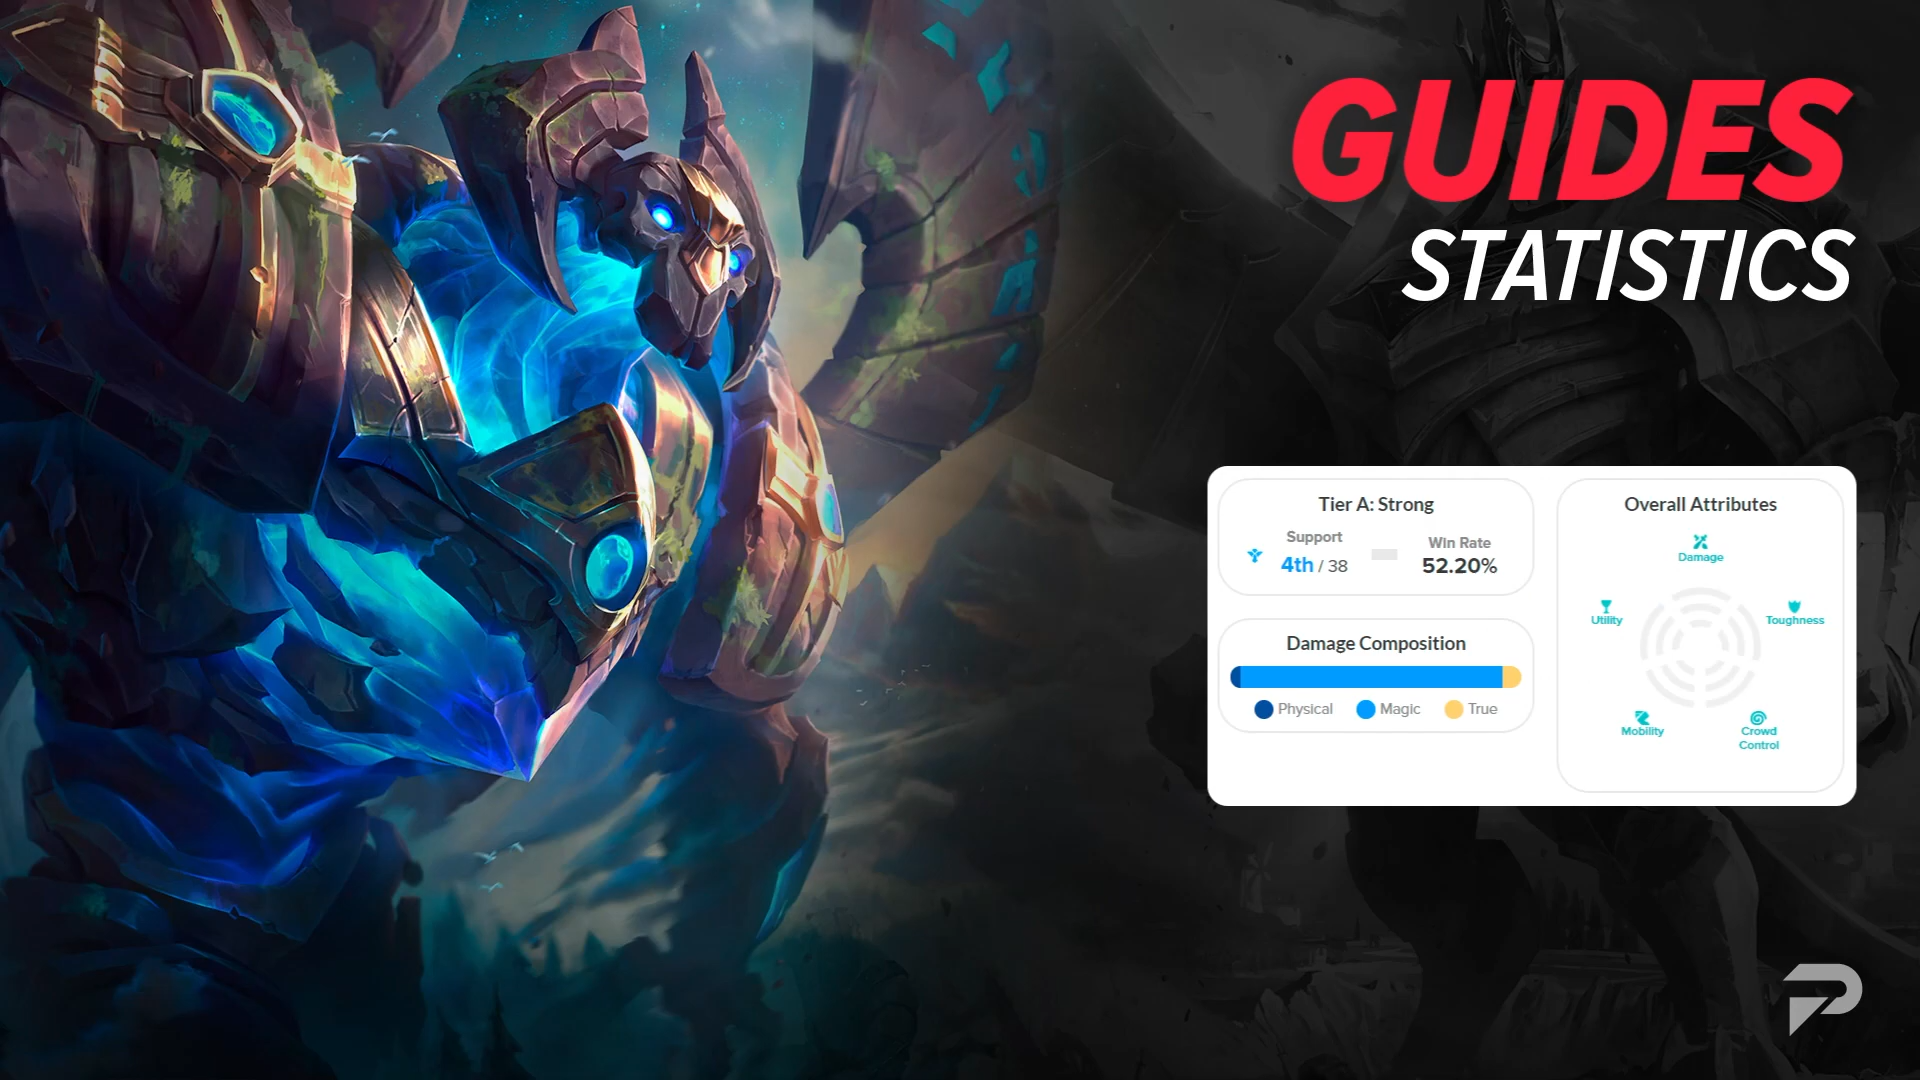 GUIDES
STATISTICS
Tier A: Strong
Support
4th / 38
Win Rate
52.20%
Damage Composition
Physical
Magic
True
Overall Attributes
Damage
Utility
Toughness
Mobility
Crowd
Control